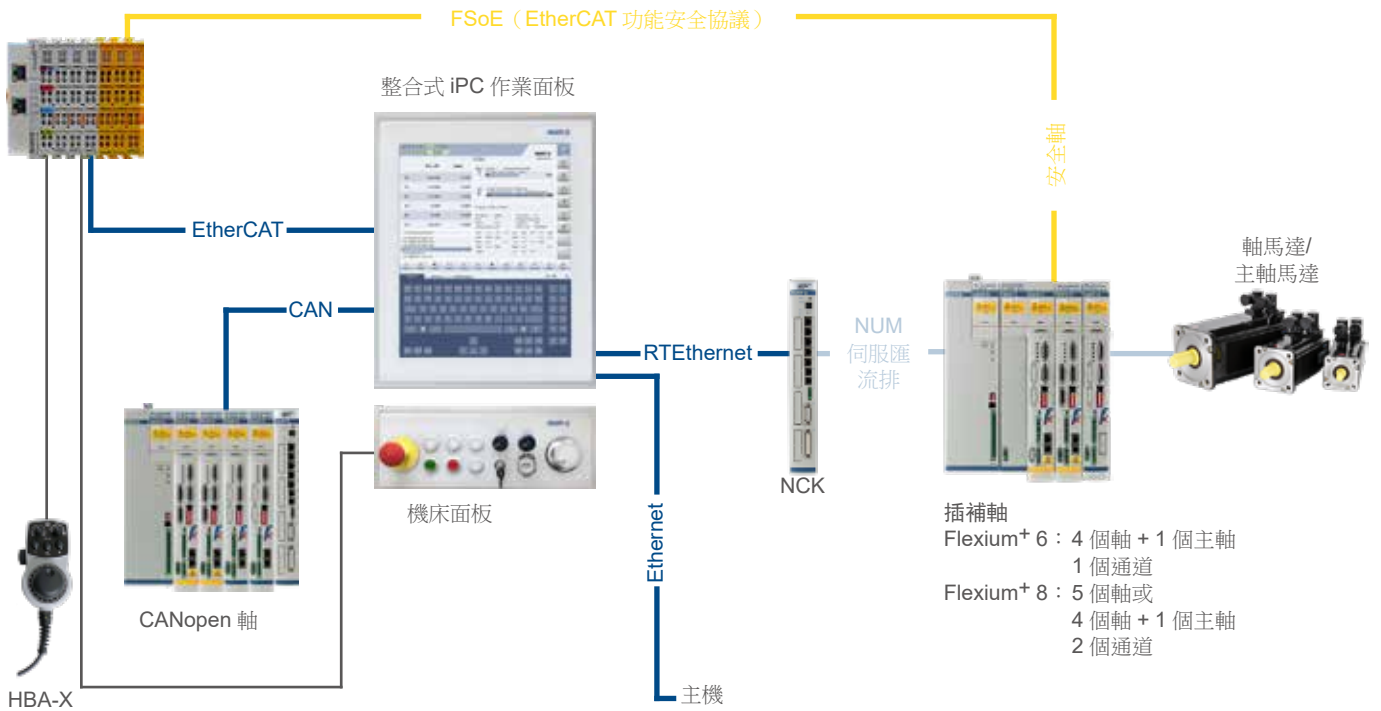 FSoE（EtherCAT 功能安全協議）
整合式 iPC 作業面板
安全軸
EtherCAT
軸馬達/
主軸馬達
CAN
NUM
伺服匯
流排
RTEthernet
NCK
機床面板
插補軸
Flexium+ 6：4 個軸 + 1 個主軸
1 個通道
Flexium+ 8：5 個軸或
4 個軸 + 1 個主軸
2 個通道
Ethernet
CANopen 軸
HBA-X
主機